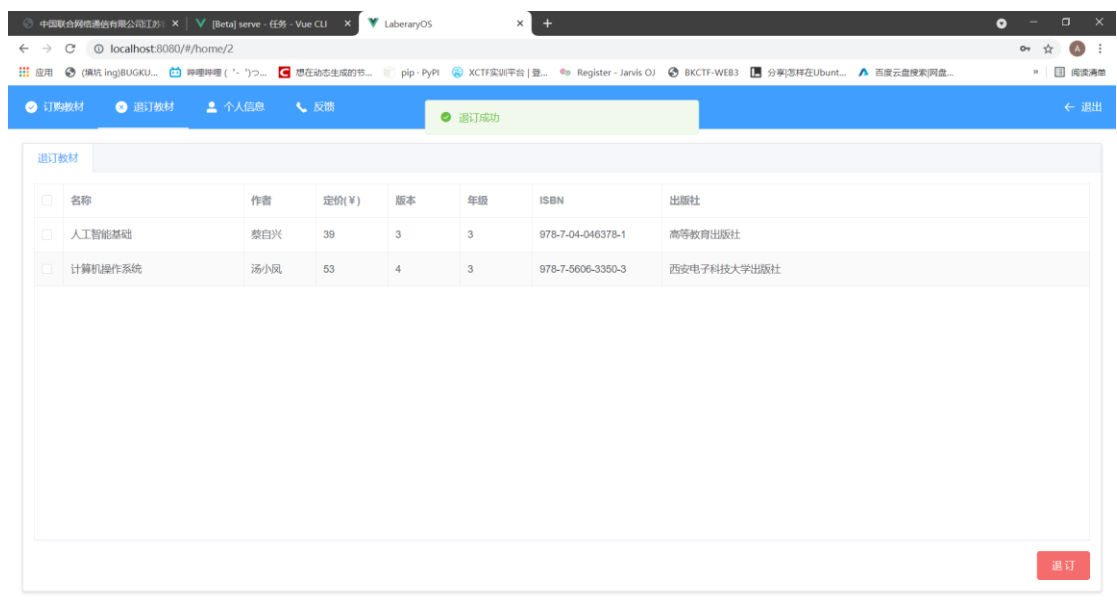 中国联合网络通信有限公司江苏
[Beta] serve - 任务 - Vue CLI
LaberaryOS
localhost:8080/#/home/2
应用
(填坑 ing)BUGKU...
哔哩哔哩 ( ゜- ゜)つ...
想在动态生成的节...
pip · PyPI
XCTF实训平台 | 登...
Register - Jarvis OJ
BKCTF-WEB3
分享|怎样在Ubunt...
百度云盘搜索|网盘...
»
阅读清单
A
订购教材
退订教材
个人信息
反馈
退订成功
退出
退订教材
名称 作者 定价(¥) 版本 年级 ISBN 出版社
人工智能基础 蔡自兴 39 3 3 978-7-04-046378-1 高等教育出版社
计算机操作系统 汤小凤 53 4 3 978-7-5606-3350-3 西安电子科技大学出版社
退 订